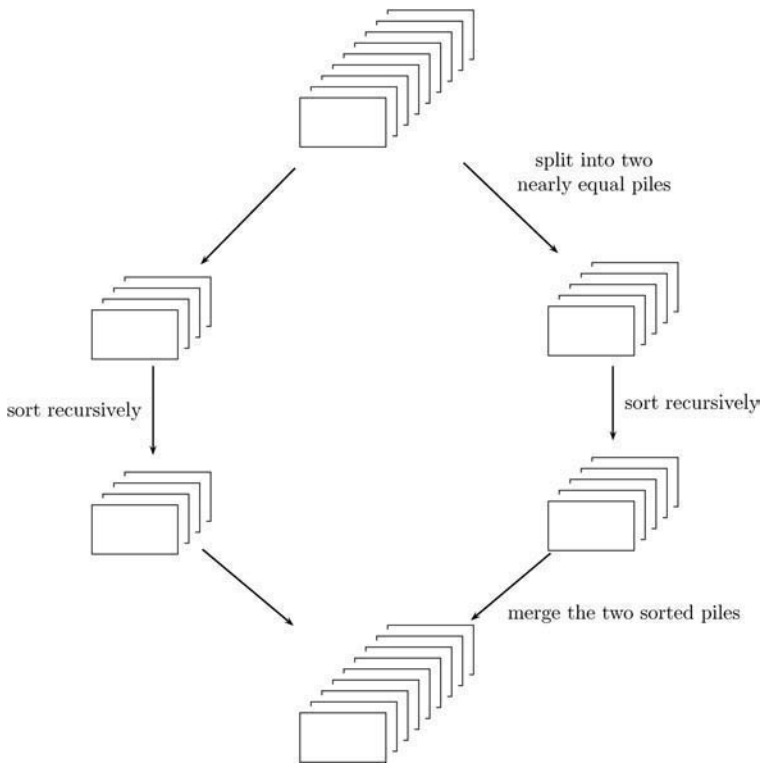 split into two
nearly equal piles
sort recursively
sort recursively
merge the two sorted piles